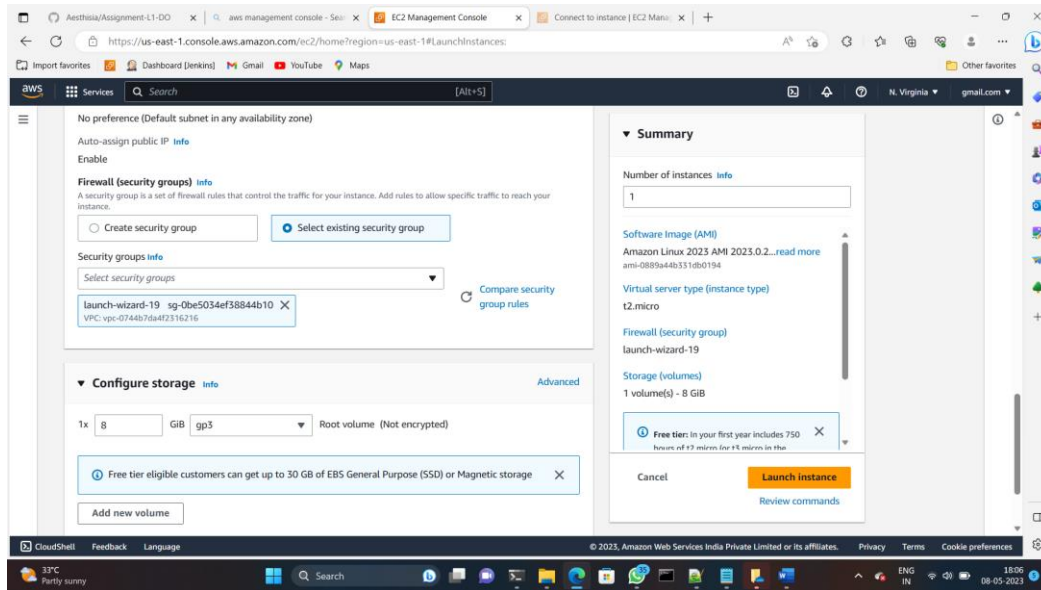 Aesthisia/Assignment-L1-DO
aws management console - Sear
EC2 Management Console
Connect to instance | EC2 Mana
https://us-east-1.console.aws.amazon.com/ec2/home?region=us-east-1#LaunchInstances:
Import favorites
Dashboard [Jenkins]
Gmail
YouTube
Maps
Other favorites
aws
Services
Search
[Alt+S]
N. Virginia
gmail.com
No preference (Default subnet in any availability zone)
Auto-assign public IP Info
Enable
Firewall (security groups) Info
A security group is a set of firewall rules that control the traffic for your instance. Add rules to allow specific traffic to reach your
instance.
Create security group
Select existing security group
Security groups Info
Select security groups
launch-wizard-19 sg-0be5034ef38844b10
VPC: vpc-0744b7da4f2316216
Compare security
group rules
Configure storage Info
Advanced
1x 8 GiB gp3 Root volume (Not encrypted)
Free tier eligible customers can get up to 30 GB of EBS General Purpose (SSD) or Magnetic storage
Add new volume
Summary
Number of instances Info
1
Software Image (AMI)
Amazon Linux 2023 AMI 2023.0.2...read more
ami-0889a44b331db0194
Virtual server type (instance type)
t2.micro
Firewall (security group)
launch-wizard-19
Storage (volumes)
1 volume(s) - 8 GiB
Free tier: In your first year includes 750
hours of t2.micro (or t3.micro in the
Cancel
Launch instance
Review commands
CloudShell
Feedback
Language
© 2023, Amazon Web Services India Private Limited or its affiliates.
Privacy
Terms
Cookie preferences
33°C
Partly sunny
Search
35
ENG
IN
18:06
08-05-2023